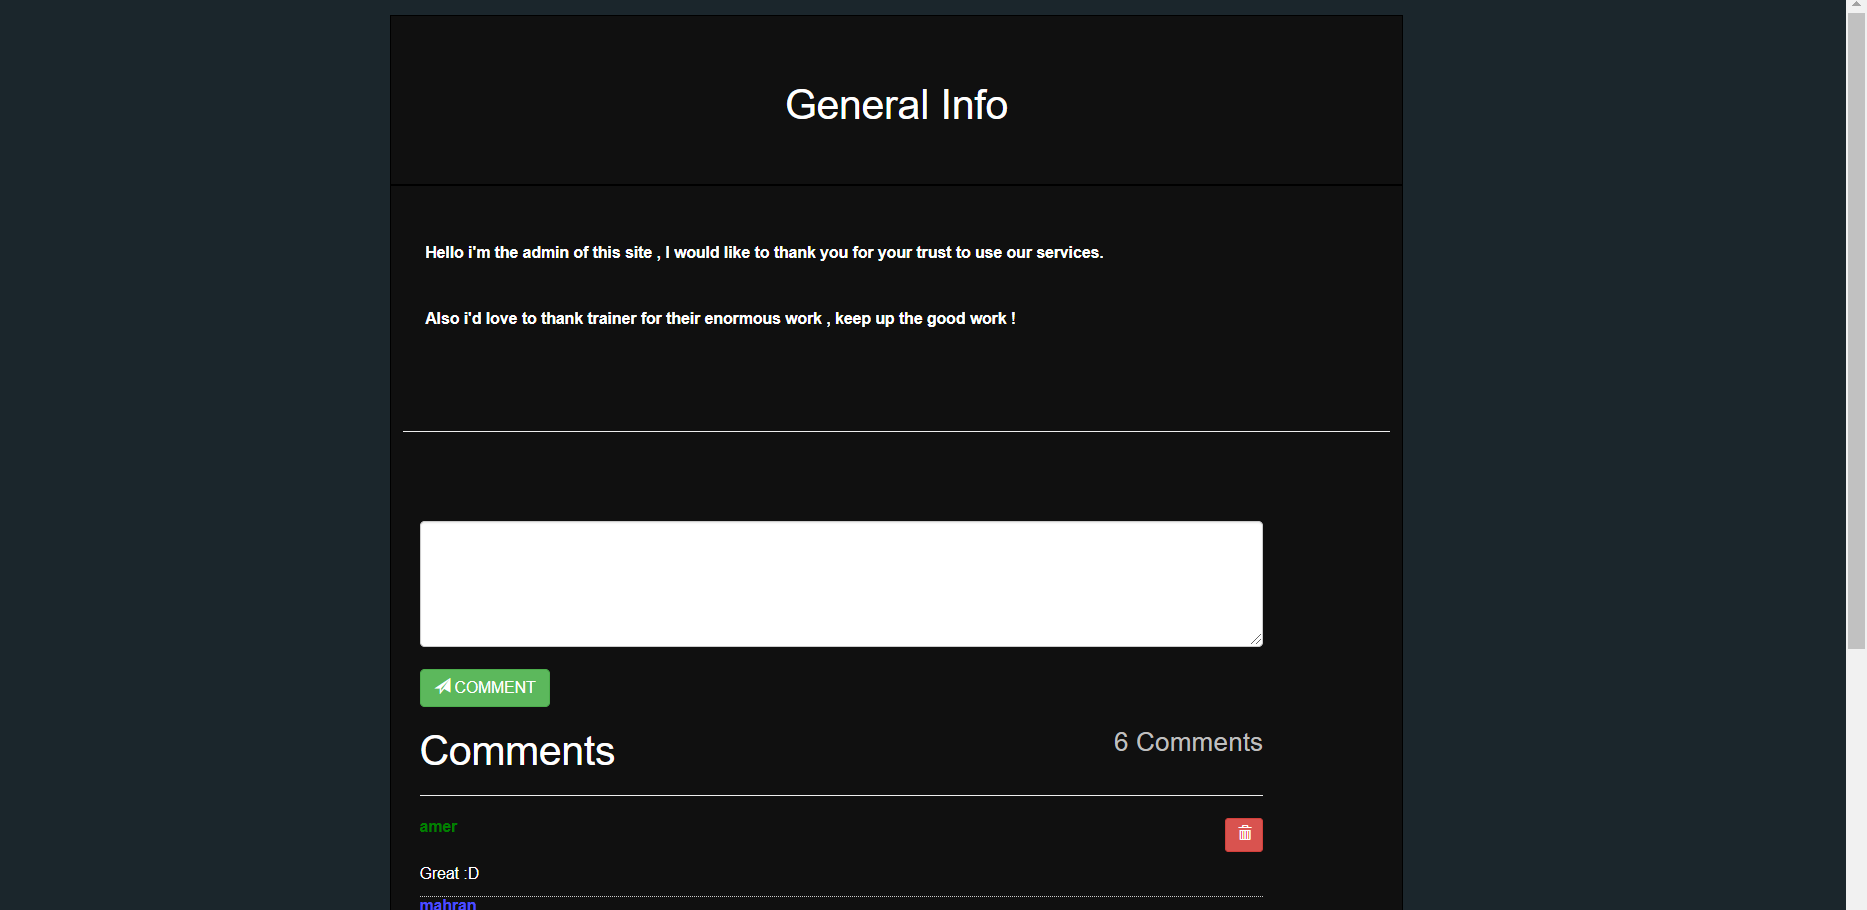 General Info
Hello i'm the admin of this site , I would like to thank you for your trust to use our services.
Also i'd love to thank trainer for their enormous work , keep up the good work !
COMMENT
Comments
6 Comments
amer
Great :D
mahran